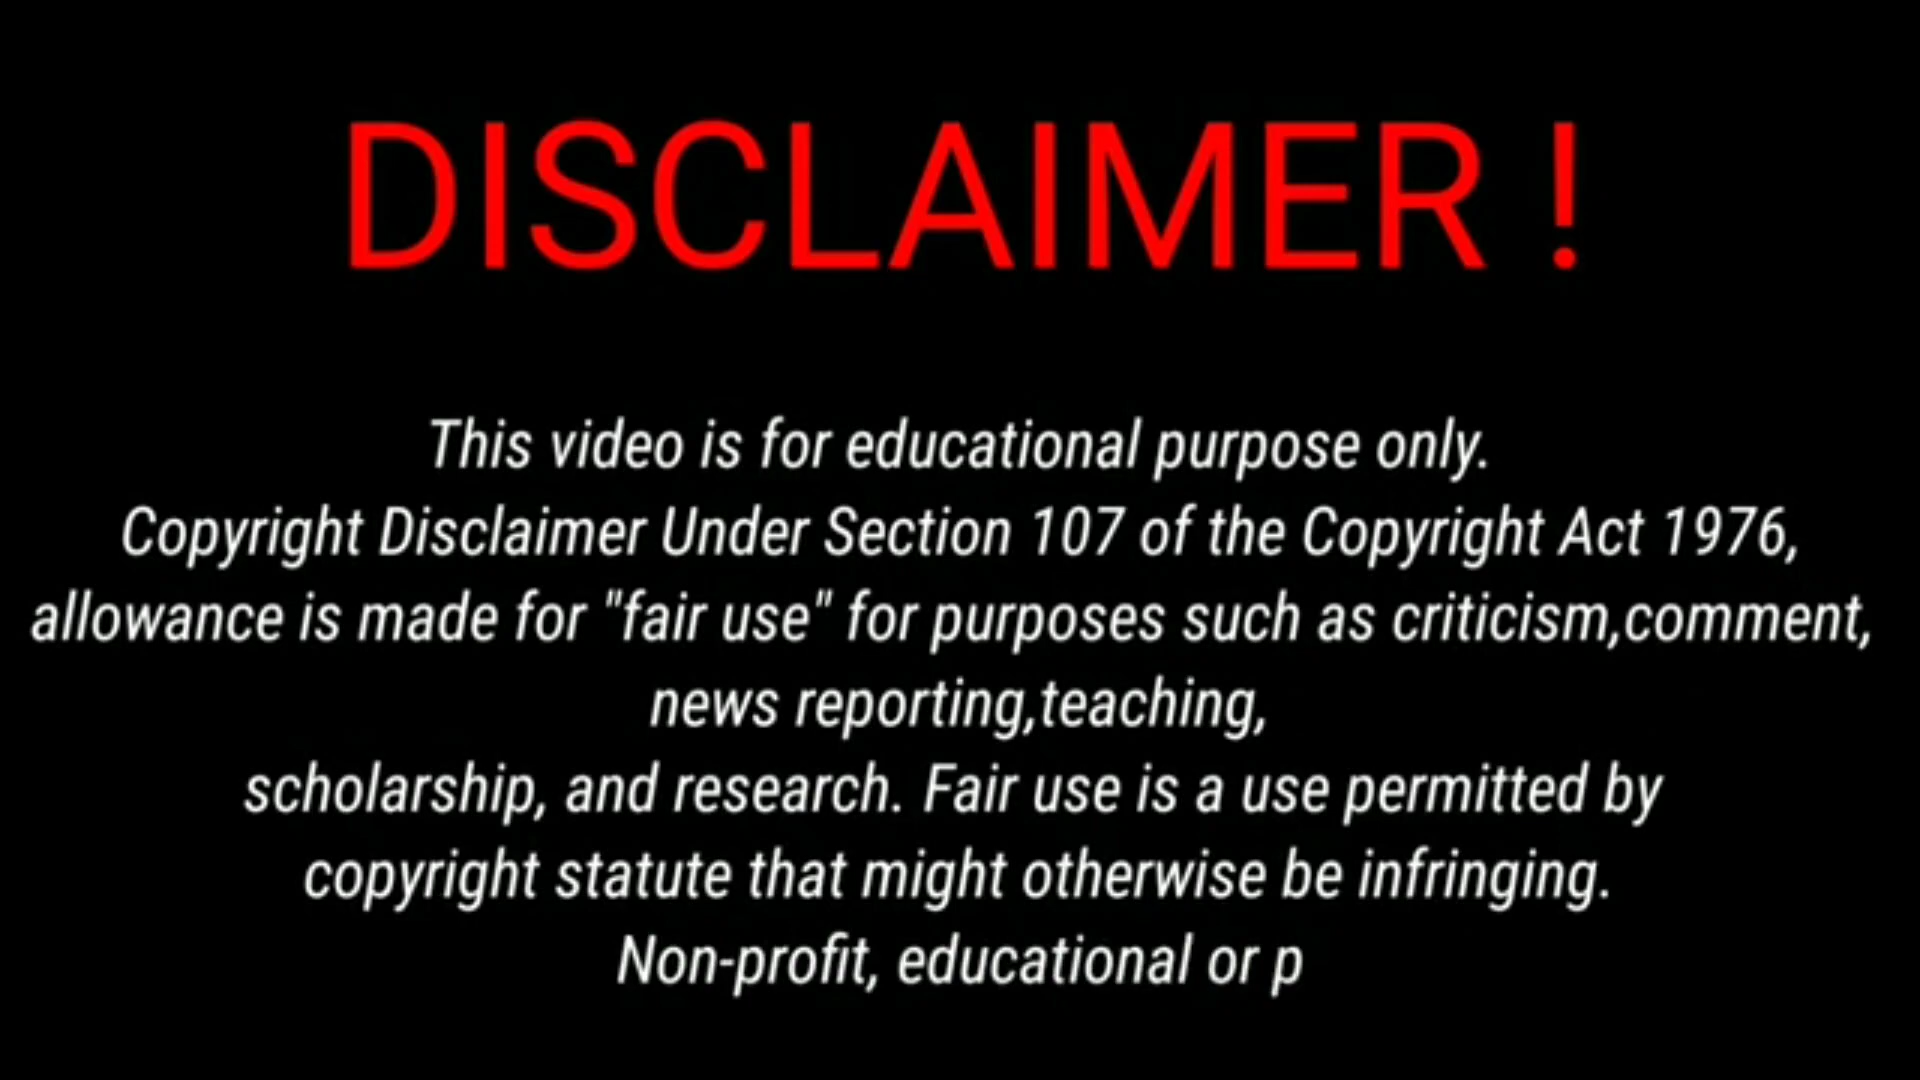 DISCLAIMER !
This video is for educational purpose only.
Copyright Disclaimer Under Section 107 of the Copyright Act 1976,
allowance is made for "fair use" for purposes such as criticism,comment,
news reporting,teaching,
scholarship, and research. Fair use is a use permitted by
copyright statute that might otherwise be infringing.
Non-profit, educational or p